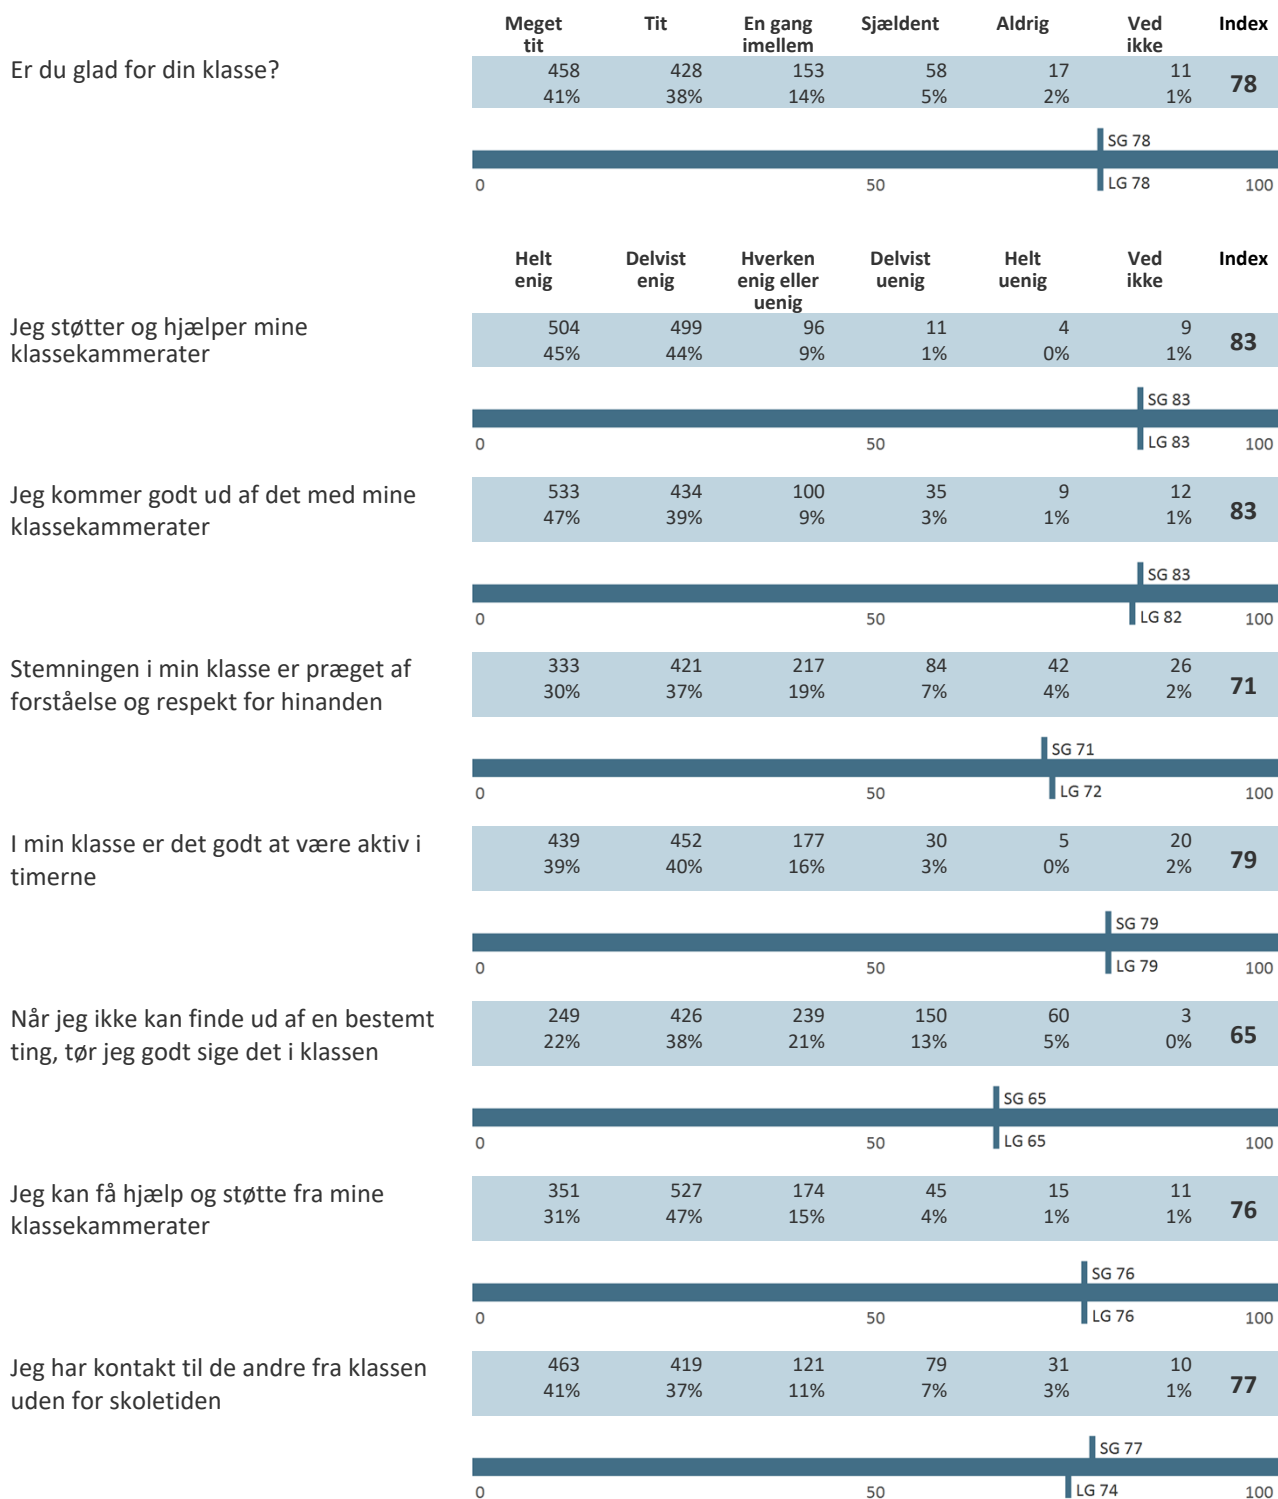 Meget tit Tit En gang imellem Sjældent Aldrig Ved ikke Index
Er du glad for din klasse?
458 428 153 58 17 11 78
41% 38% 14% 5% 2% 1%
SG 78
0 50 LG 78 100
Helt enig Delvist enig Hverken enig eller uenig Delvist uenig Helt uenig Ved ikke Index
Jeg støtter og hjælper mine
klassekammerater
504 499 96 11 4 9 83
45% 44% 9% 1% 0% 1%
SG 83
0 50 LG 83 100
Jeg kommer godt ud af det med mine
klassekammerater
533 434 100 35 9 12 83
47% 39% 9% 3% 1% 1%
SG 83
0 50 LG 82 100
Stemningen i min klasse er præget af
forståelse og respekt for hinanden
333 421 217 84 42 26 71
30% 37% 19% 7% 4% 2%
SG 71
0 50 LG 72 100
I min klasse er det godt at være aktiv i
timerne
439 452 177 30 5 20 79
39% 40% 16% 3% 0% 2%
SG 79
0 50 LG 79 100
Når jeg ikke kan finde ud af en bestemt
ting, tør jeg godt sige det i klassen
249 426 239 150 60 3 65
22% 38% 21% 13% 5% 0%
SG 65
0 50 LG 65 100
Jeg kan få hjælp og støtte fra mine
klassekammerater
351 527 174 45 15 11 76
31% 47% 15% 4% 1% 1%
SG 76
0 50 LG 76 100
Jeg har kontakt til de andre fra klassen
uden for skoletiden
463 419 121 79 31 10 77
41% 37% 11% 7% 3% 1%
SG 77
0 50 LG 74 100